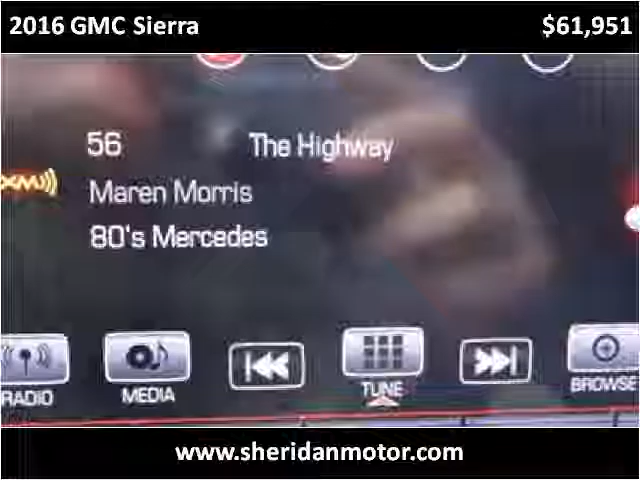 2016 GMC Sierra $61,951
56 The Highway
XM
Maren Morris
80's Mercedes
RADIO MEDIA TUNE BROWSE
www.sheridanmotor.com